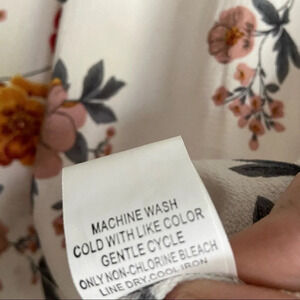 MACHINE WASH
COLD WITH LIKE COLOR
GENTLE CYCLE
ONLY NON-CHLORINE BLEACH
LINE DRY.COOL IRON